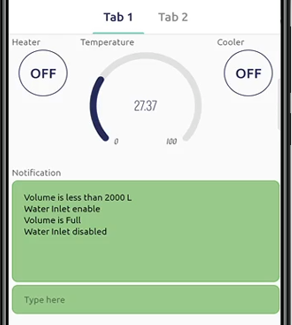 Tab 1 Tab 2
Heater Temperature Cooler
OFF 27.37 OFF
0 100
Notification
Volume is less than 2000 L
Water Inlet enable
Volume is Full
Water Inlet disabled
Type here